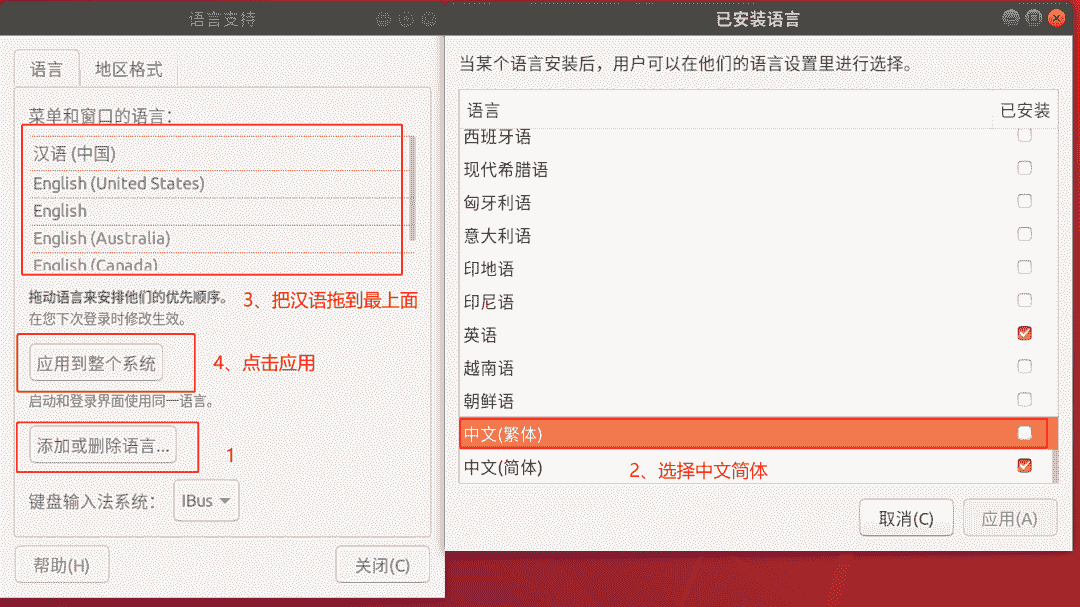 语言支持
语言
地区格式
菜单和窗口的语言：
汉语 (中国)
English (United States)
English
English (Australia)
English (Canada)
拖动语言来安排他们的优先顺序。
3、把汉语拖到最上面
在您下次登录时修改生效。
应用到整个系统
4、点击应用
启动和登录界面使用同一语言。
添加或删除语言...
1
键盘输入法系统：
IBus
帮助(H)
关闭(C)
已安装语言
当某个语言安装后，用户可以在他们的语言设置里进行选择。
语言
已安装
西班牙语
现代希腊语
匈牙利语
意大利语
印地语
印尼语
英语
越南语
朝鲜语
中文(繁体)
中文(简体)
2、选择中文简体
取消(C)
应用(A)